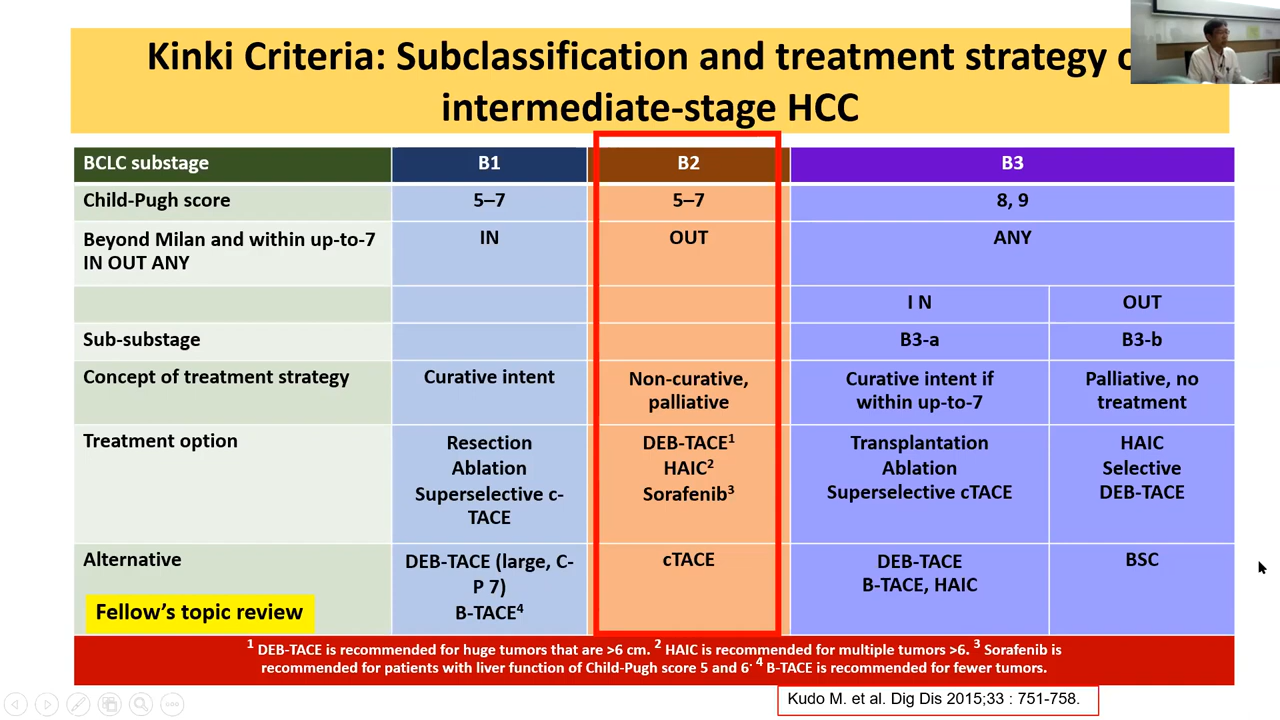 Kinki Criteria: Subclassification and treatment strategy
intermediate-stage HCC
BCLC substage B1 B2 B3
Child-Pugh score 5–7 5–7 8, 9
Beyond Milan and within up-to-7 IN OUT ANY
IN OUT ANY
I N OUT
Sub-substage B3-a B3-b
Concept of treatment strategy Curative intent Non-curative, Curative intent if Palliative, no
palliative within up-to-7 treatment
Treatment option Resection DEB-TACE1 Transplantation HAIC
Ablation HAIC2 Ablation Selective
Superselective c- Sorafenib3 Superselective cTACE DEB-TACE
TACE
Alternative DEB-TACE (large, C- cTACE DEB-TACE BSC
P 7) B-TACE, HAIC
B-TACE4
Fellow's topic review
1 DEB-TACE is recommended for huge tumors that are >6 cm. 2 HAIC is recommended for multiple tumors >6. 3 Sorafenib is
recommended for patients with liver function of Child-Pugh score 5 and 6. 4 B-TACE is recommended for fewer tumors.
Kudo M. et al. Dig Dis 2015;33 : 751-758.